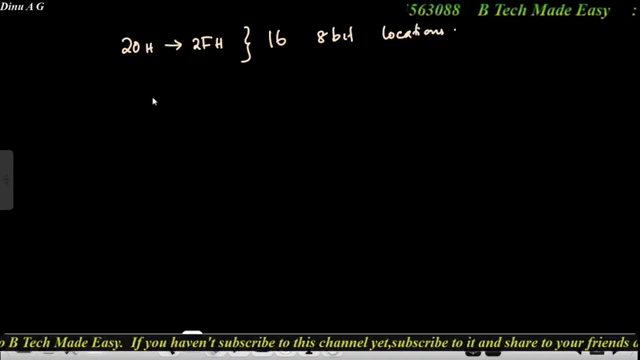 Dinu A G
'563088 B Tech Made Easy :
20H → 2FH } 16 8bit locations.
o B Tech Made Easy. If you haven't subscribe to this channel yet,subscribe to it and share to your friends a